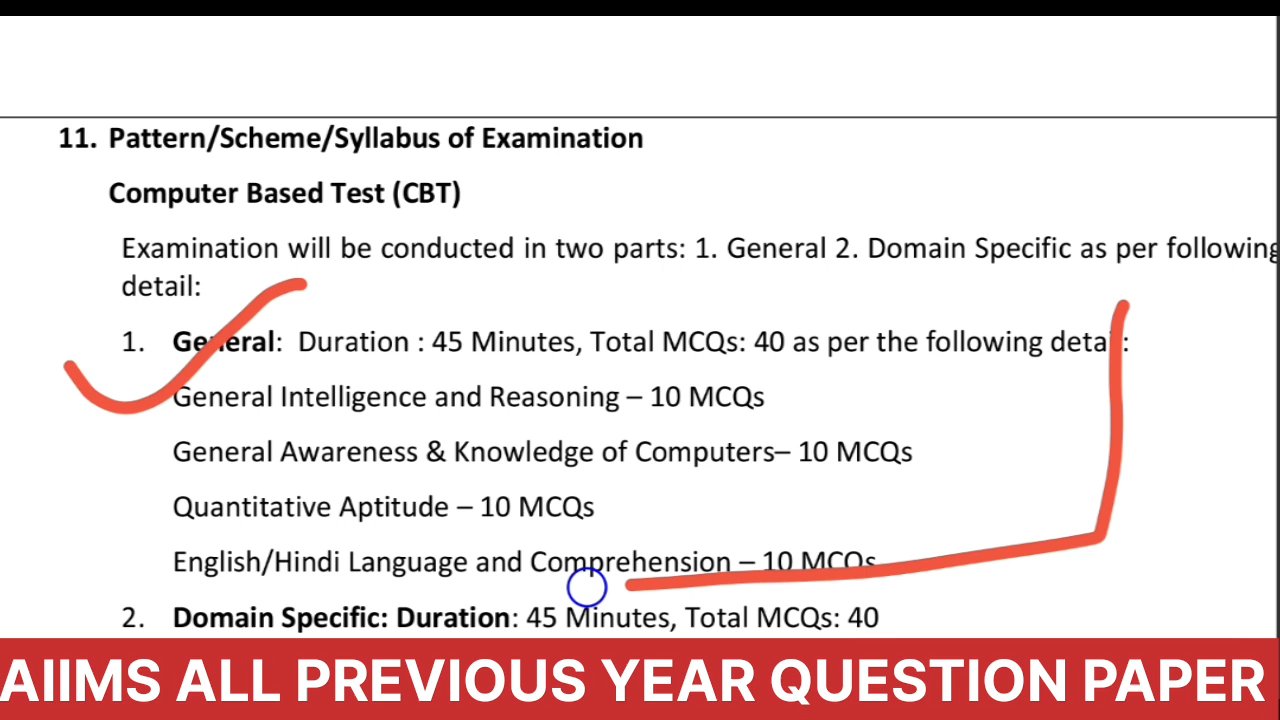 11. Pattern/Scheme/Syllabus of Examination
Computer Based Test (CBT)
Examination will be conducted in two parts: 1. General 2. Domain Specific as per following
detail:
1. General: Duration : 45 Minutes, Total MCQs: 40 as per the following detail:
General Intelligence and Reasoning – 10 MCQs
General Awareness & Knowledge of Computers– 10 MCQs
Quantitative Aptitude – 10 MCQs
English/Hindi Language and Comprehension – 10 MCQs
2. Domain Specific: Duration: 45 Minutes, Total MCQs: 40
AIIMS ALL PREVIOUS YEAR QUESTION PAPER